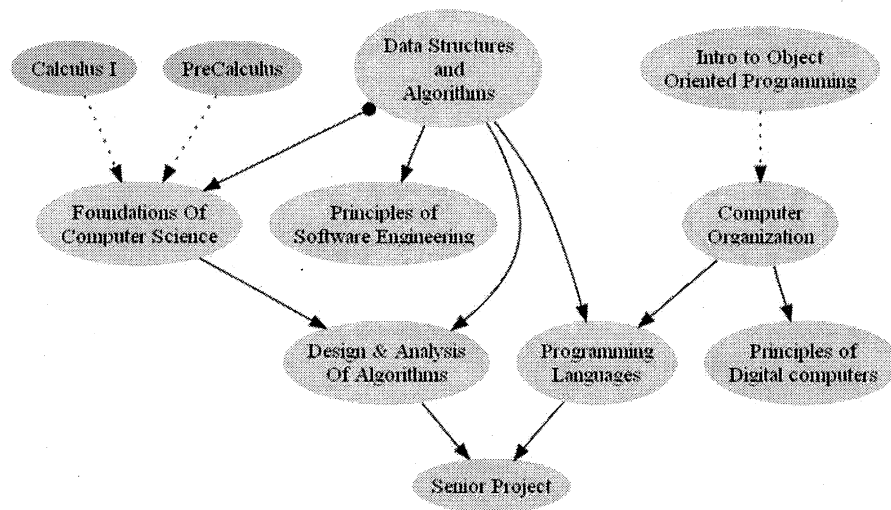 Calculus I
PreCalculus
Data Structures
and
Algorithms
Intro to Object
Oriented Programming
Foundations Of
Computer Science
Principles of
Software Engineering
Computer
Organization
Design & Analysis
Of Algorithms
Programming
Languages
Principles of
Digital computers
Senior Project